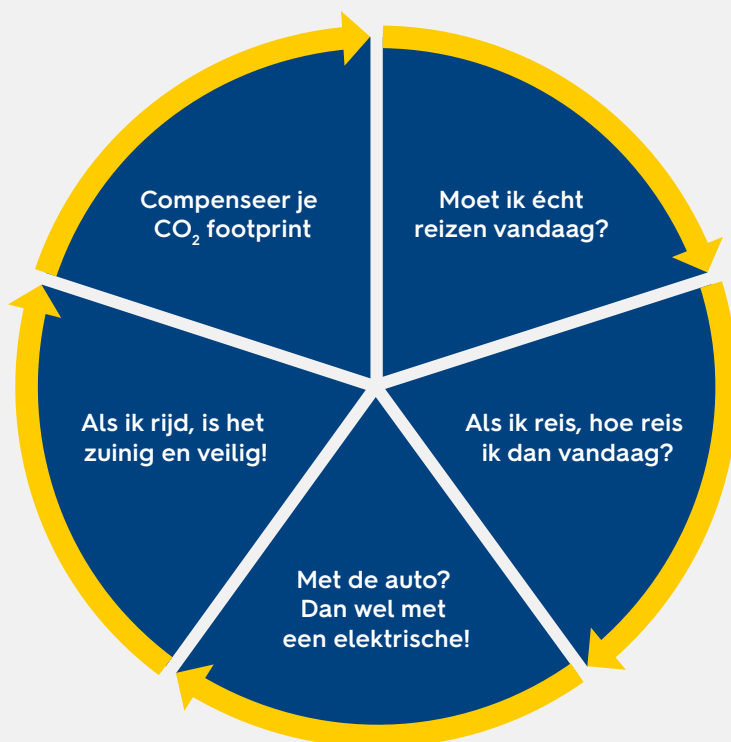 Moet ik écht
reizen vandaag?
Als ik reis, hoe reis
ik dan vandaag?
Met de auto?
Dan wel met
een elektrische!
Als ik rijd, is het
zuinig en veilig!
Compenseer je
CO₂ footprint